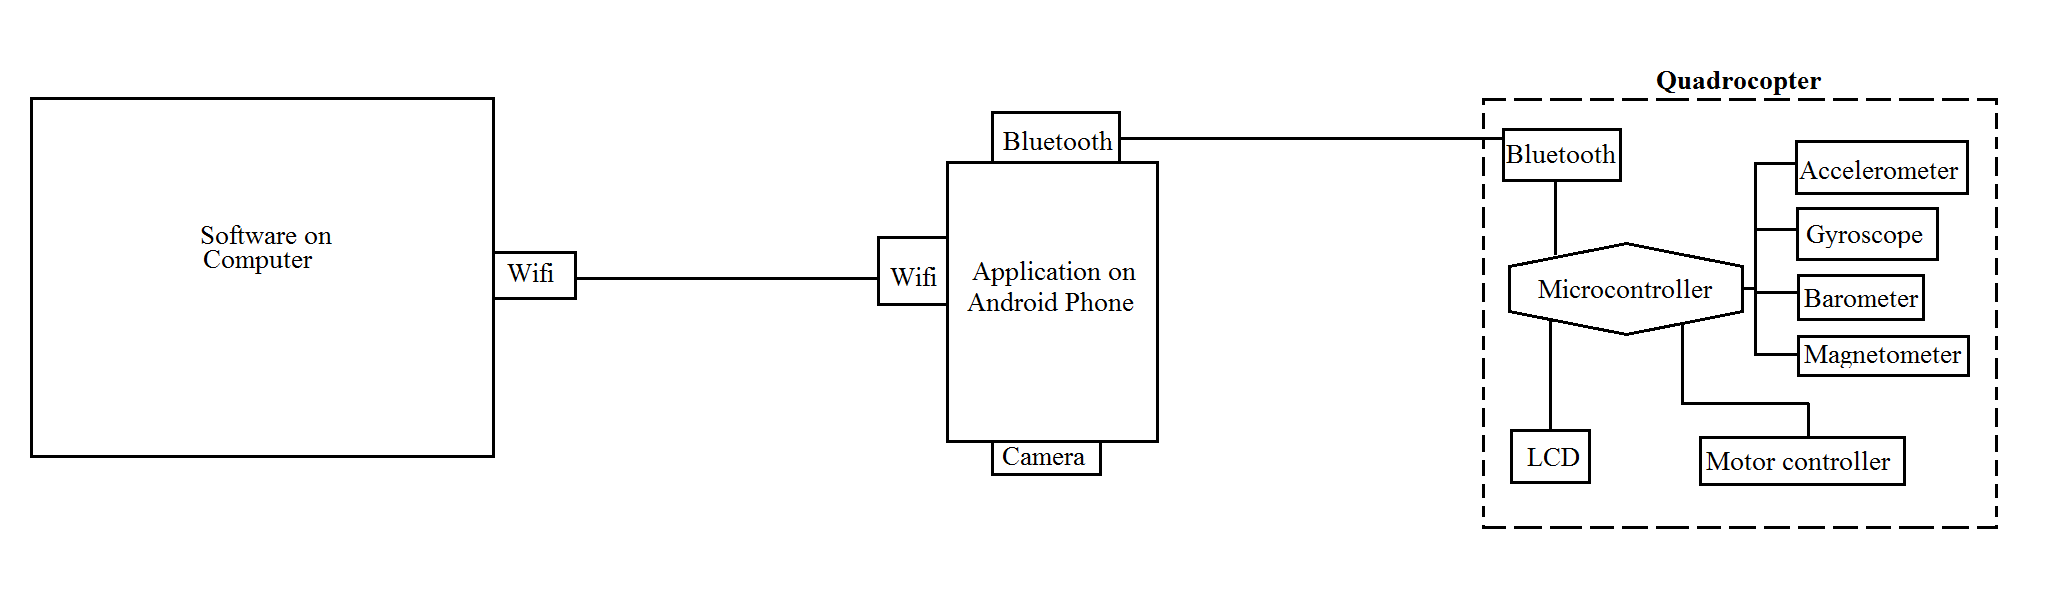 Quadrocopter
Software on
Computer
Wifi
Wifi
Bluetooth
Application on
Android Phone
Camera
Bluetooth
Microcontroller
Accelerometer
Gyroscope
Barometer
Magnetometer
LCD
Motor controller